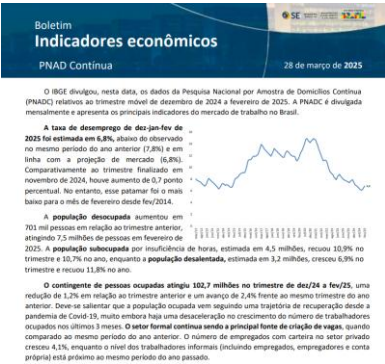 Boletim
Indicadores econômicos
PNAD Contínua
28 de março de 2025
SE
O IBGE divulgou, nesta data, os dados da Pesquisa Nacional por Amostra de Domicílios Contínua
(PNADC) relativos ao trimestre móvel de dezembro de 2024 a fevereiro de 2025. A PNADC é divulgada
mensalmente e apresenta os principais indicadores do mercado de trabalho no Brasil.
A taxa de desemprego de dez-jan-fev de
2025 foi estimada em 6,8%, abaixo do observado
no mesmo período do ano anterior (7,8%) e em
linha com a projeção de mercado (6,8%).
Comparativamente ao trimestre finalizado em
novembro de 2024, houve aumento de 0,7 ponto
percentual. No entanto, esse patamar foi o mais
baixo para o mês de fevereiro desde fev/2014.
A população desocupada aumentou em
701 mil pessoas em relação ao trimestre anterior,
atingindo 7,5 milhões de pessoas em fevereiro de
2025. A população subocupada por insuficiência de horas, estimada em 4,5 milhões, recuou 10,9% no
trimestre e 10,7% no ano, enquanto a população desalentada, estimada em 3,2 milhões, cresceu 6,9% no
trimestre e recuou 11,8% no ano.
O contingente de pessoas ocupadas atingiu 102,7 milhões no trimestre de dez/24 a fev/25, uma
redução de 1,2% em relação ao trimestre anterior e um avanço de 2,4% frente ao mesmo trimestre do ano
anterior. Deve-se salientar que a população ocupada vem seguindo uma trajetória de recuperação desde a
pandemia de Covid-19, muito embora haja uma desaceleração no crescimento do número de trabalhadores
ocupados nos últimos 3 meses. O setor formal continua sendo a principal fonte de criação de vagas, quando
comparado ao mesmo período do ano anterior. O número de empregados com carteira no setor privado
cresceu 4,1%, enquanto o nível dos trabalhadores informais (incluindo empregados, empregadores e conta
própria) está próximo ao mesmo período do ano passado.